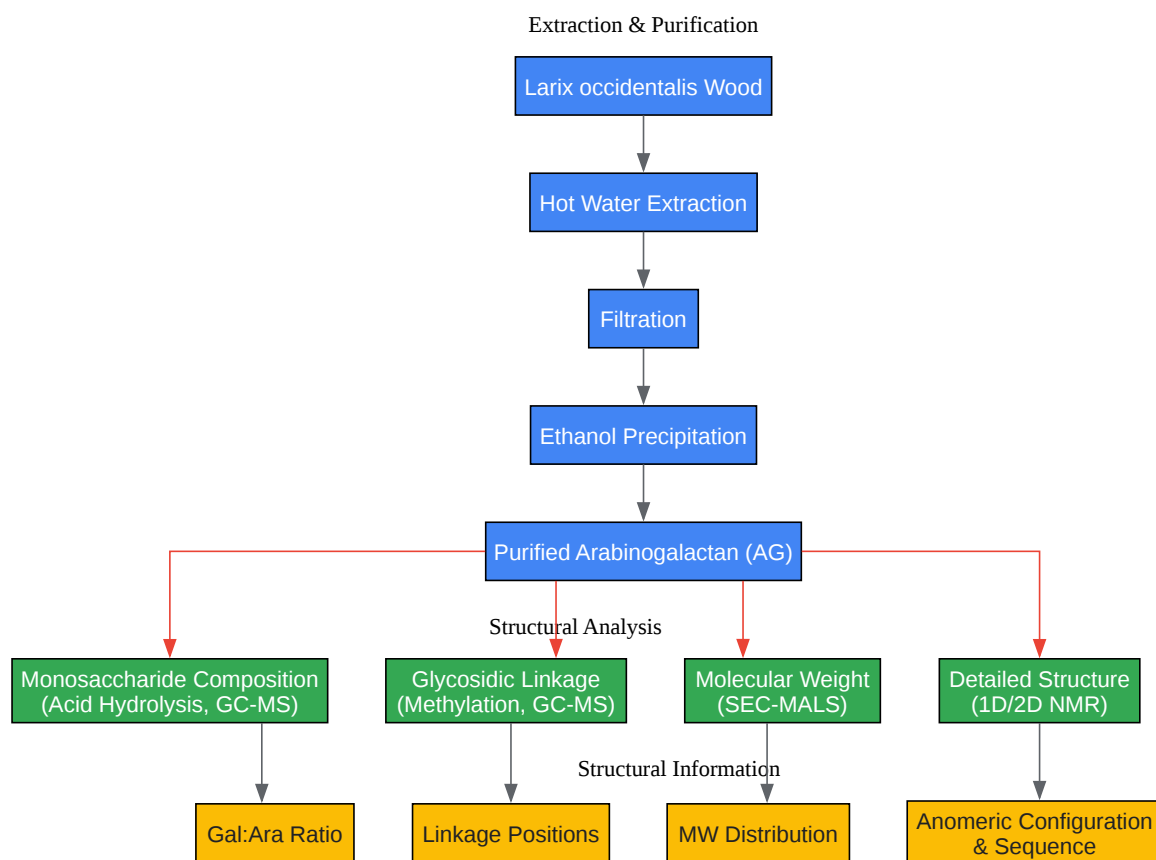 Extraction & Purification
Larix occidentalis Wood
Hot Water Extraction
Filtration
Ethanol Precipitation
Purified Arabinogalactan (AG)
Structural Analysis
Monosaccharide Composition
(Acid Hydrolysis, GC-MS)
Glycosidic Linkage
(Methylation, GC-MS)
Molecular Weight
(SEC-MALS)
Detailed Structure
(1D/2D NMR)
Structural Information
Gal:Ara Ratio
Linkage Positions
MW Distribution
Anomeric Configuration
& Sequence